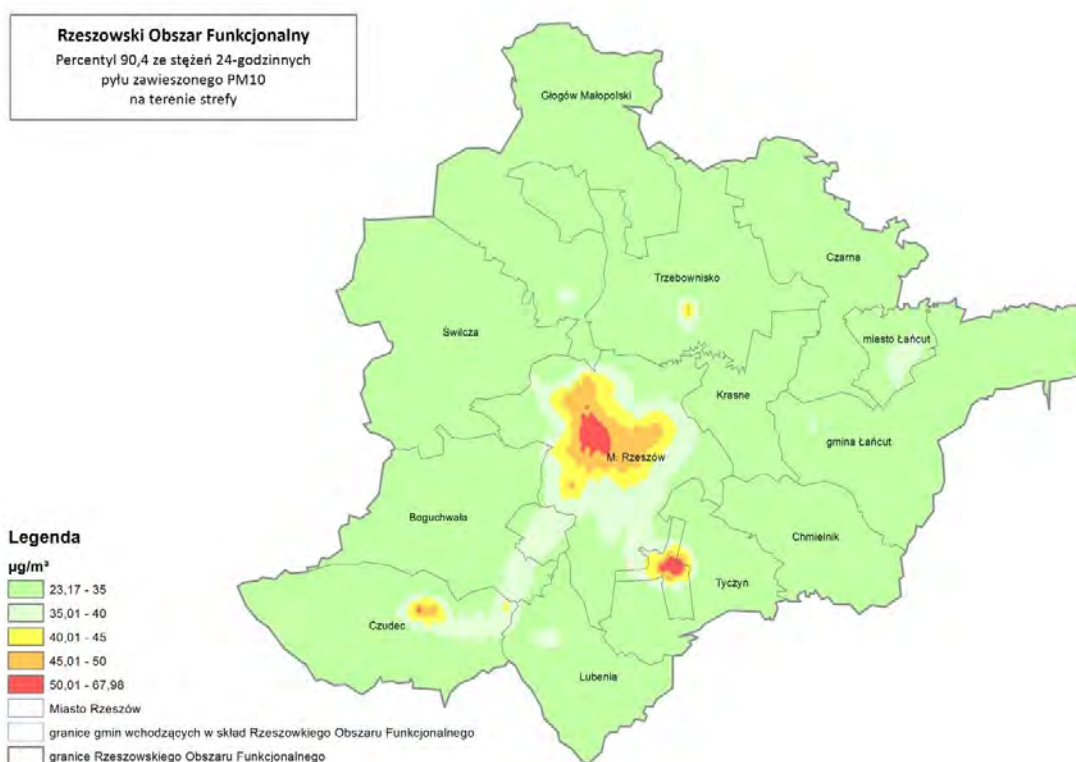 Rzeszowski Obszar Funkcjonalny
Percentyl 90,4 ze stężeń 24-godzinnych
pyłu zawieszonego PM10
na terenie strefy
Głogów Małopolski
Czarna
Trzebownisko
Świlcza
miasto Łańcut
Krasne
gmina Łańcut
M. Rzeszów
Boguchwała
Chmielnik
Tyczyn
Czudec
Lubenia
Legenda
µg/m³
23,17 - 35
35,01 - 40
40,01 - 45
45,01 - 50
50,01 - 67,98
Miasto Rzeszów
granice gmin wchodzących w skład Rzeszowkiego Obszaru Funkcjonalnego
granice Rzeszowskiego Obszaru Funkcjonalnego